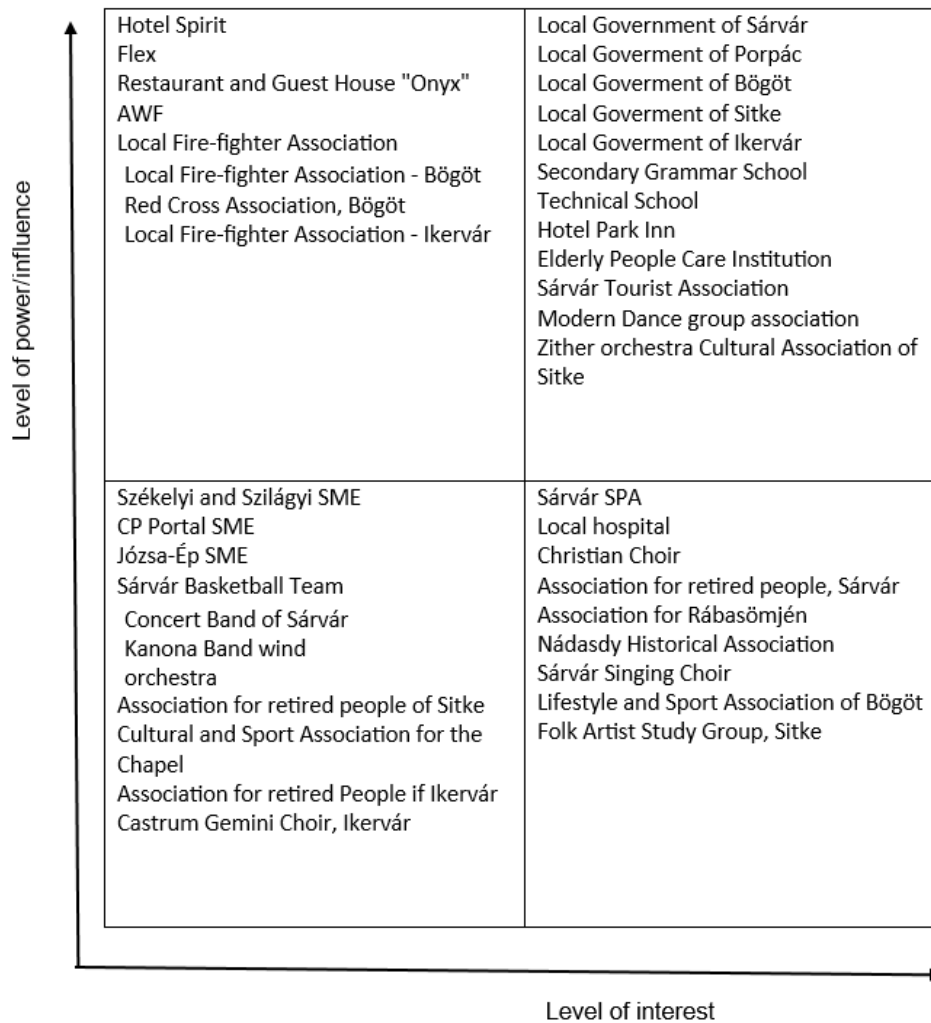 Level of power/influence
Hotel Spirit
Flex
Restaurant and Guest House "Onyx"
AWF
Local Fire-fighter Association
Local Fire-fighter Association - Bögöt
Red Cross Association, Bögöt
Local Fire-fighter Association - Ikervár
Local Government of Sárvár
Local Goverment of Porpác
Local Goverment of Bögöt
Local Goverment of Sitke
Local Goverment of Ikervár
Secondary Grammar School
Technical School
Hotel Park Inn
Elderly People Care Institution
Sárvár Tourist Association
Modern Dance group association
Zither orchestra Cultural Association of
Sitke
Székelyi and Szilágyi SME
CP Portal SME
Józsa-Ép SME
Sárvár Basketball Team
Concert Band of Sárvár
Kanona Band wind
orchestra
Association for retired people of Sitke
Cultural and Sport Association for the
Chapel
Association for retired People if Ikervár
Castrum Gemini Choir, Ikervár
Sárvár SPA
Local hospital
Christian Choir
Association for retired people, Sárvár
Association for Rábasömjén
Nádasdy Historical Association
Sárvár Singing Choir
Lifestyle and Sport Association of Bögöt
Folk Artist Study Group, Sitke
Level of interest